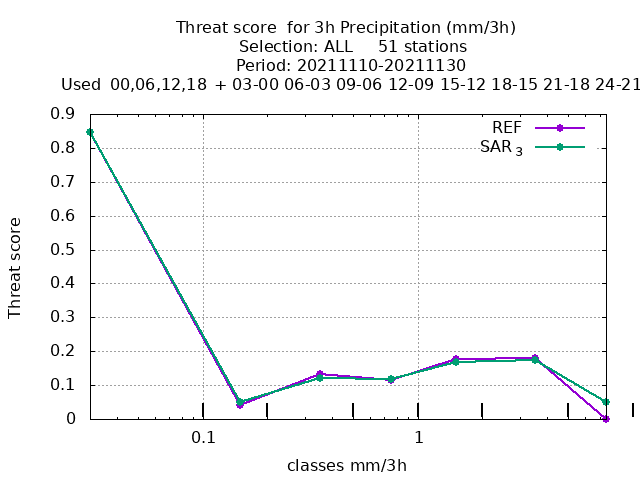 Threat score  for 3h Precipitation (mm/3h)
Selection: ALL     51 stations
Period: 20211110-20211130
Used  00,06,12,18  + 03-00 06-03 09-06 12-09 15-12 18-15 21-18 24-21
REF
SAR 3
0.9
0.8
0.7
0.6
0.5
0.4
0.3
0.2
0.1
0
Threat score
0.1 1
classes mm/3h